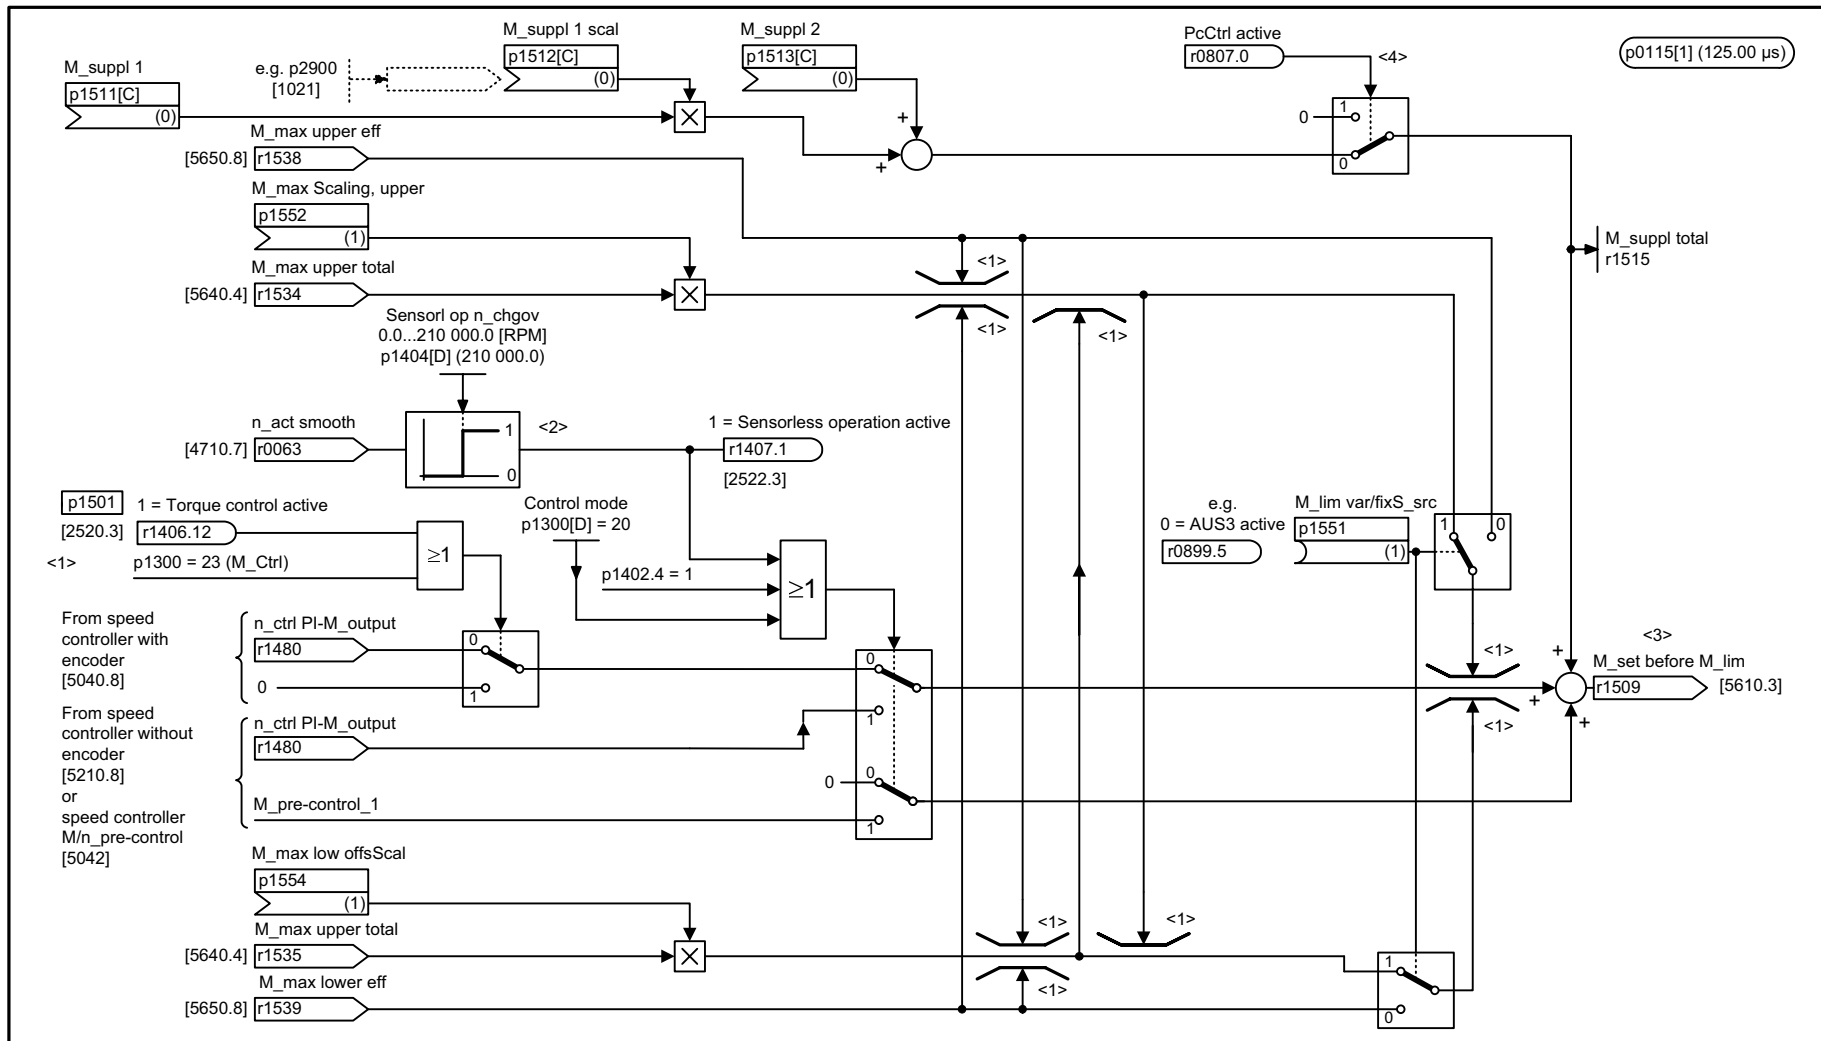 M_suppl 1
p1511[C]
(0)
e.g. p2900
[1021]
M_suppl 1 scal
p1512[C]
(0)
M_suppl 2
p1513[C]
(0)
PcCtrl active
r0807.0
<4>
p0115[1] (125.00 µs)
+
+
1
0
0
M_max upper eff
[5650.8]
r1538
M_max Scaling, upper
p1552
(1)
M_max upper total
[5640.4]
r1534
<1>
<1>
<1>
M_suppl total
r1515
Sensorl op n_chgov
0.0...210 000.0 [RPM]
p1404[D] (210 000.0)
n_act smooth
[4710.7]
r0063
1
0
<2>
1 = Sensorless operation active
r1407.1
[2522.3]
p1501
1 = Torque control active
[2520.3]
r1406.12
<1>
p1300 = 23 (M_Ctrl)
≥1
Control mode
p1300[D] = 20
p1402.4 = 1
≥1
e.g.
0 = AUS3 active
r0899.5
M_lim var/fixS_src
p1551
(1)
1
0
From speed
controller with
encoder
[5040.8]
n_ctrl PI-M_output
r1480
0
0
1
0
1
<1>
<1>
+
+
+
<3>
M_set before M_lim
r1509
[5610.3]
From speed
controller without
encoder
[5210.8]
or
speed controller
M/n_pre-control
[5042]
n_ctrl PI-M_output
r1480
0
0
1
M_pre-control_1
M_max low offsScal
p1554
(1)
M_max upper total
[5640.4]
r1535
M_max lower eff
[5650.8]
r1539
<1>
<1>
<1>
1
0